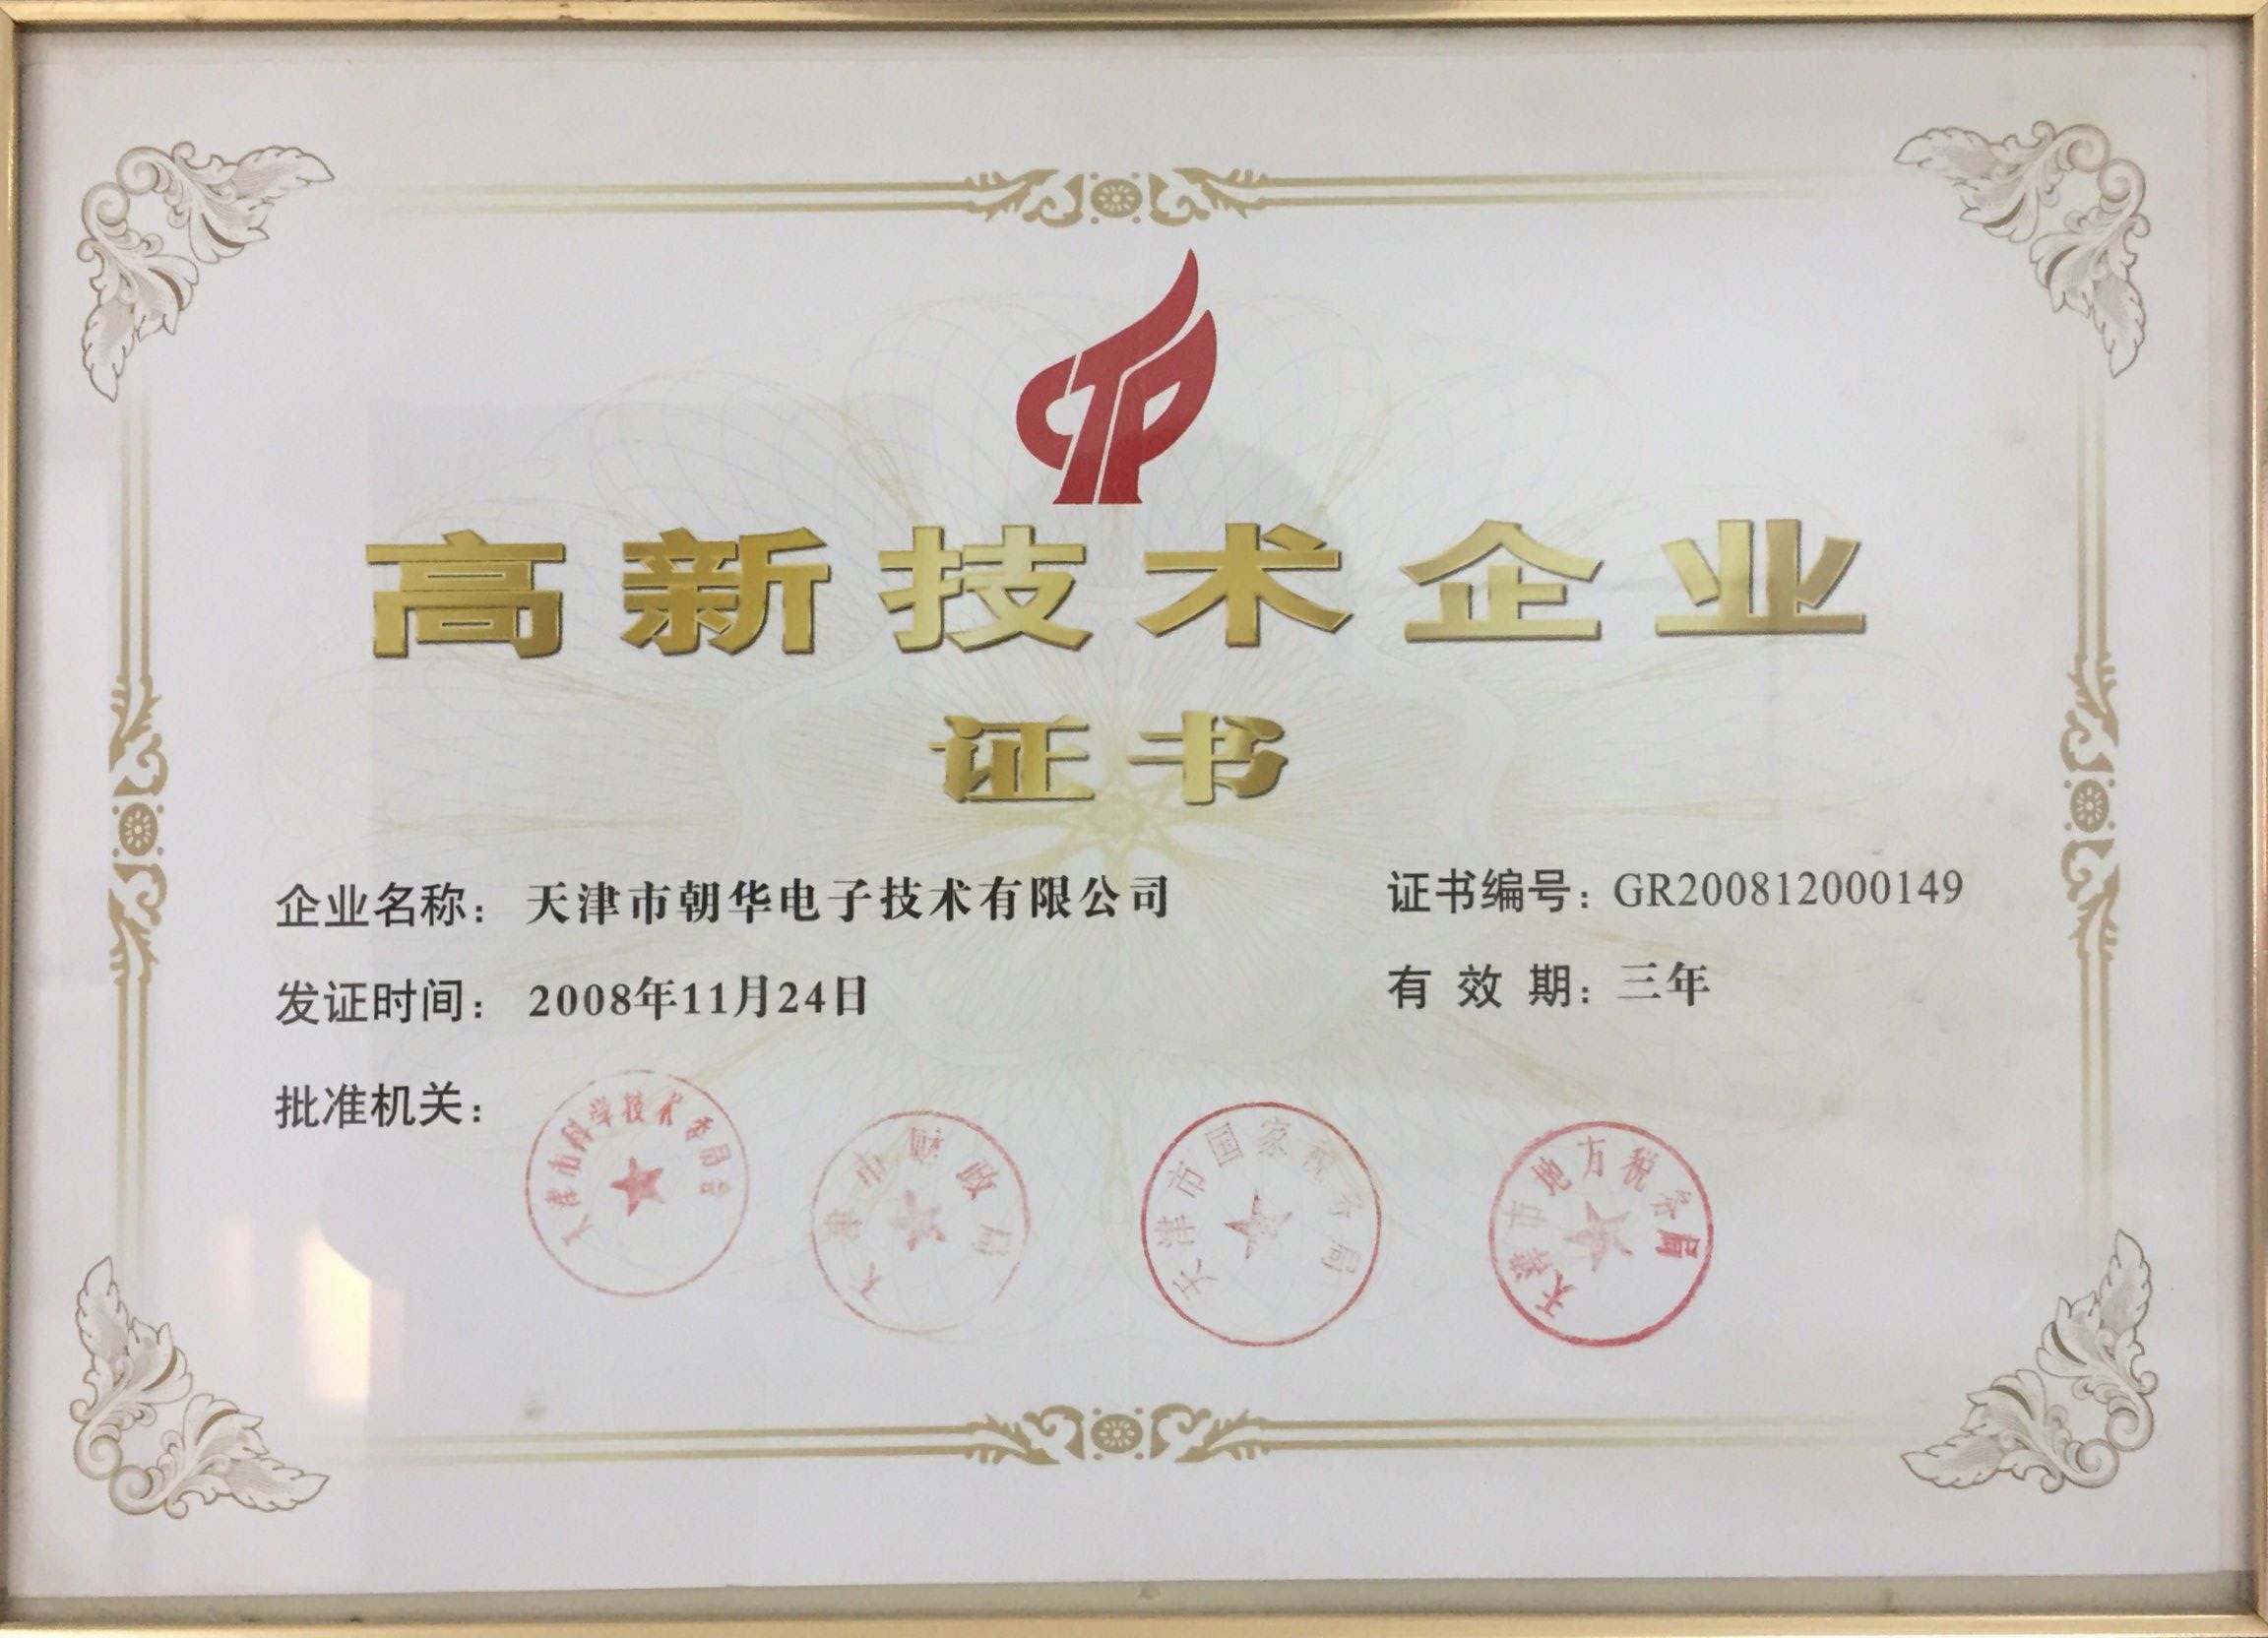 CTP
高新技术企业
证书
企业名称：天津市朝华电子技术有限公司
证书编号：GR200812000149
发证时间：2008年11月24日
有效期：三年
批准机关：
天津市科学技术委员会
天津市财政局
天津市国家税务局
天津市地方税务局